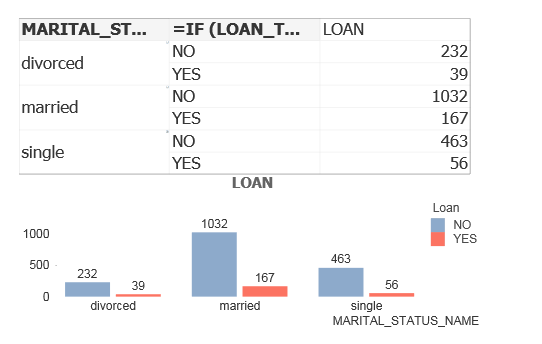 MARITAL_ST... =IF (LOAN_T... LOAN
divorced NO 232
YES 39
married NO 1032
YES 167
single NO 463
YES 56
LOAN
Loan
NO
YES
1000
500
0
232 39 1032 167 463 56
divorced married single
MARITAL_STATUS_NAME